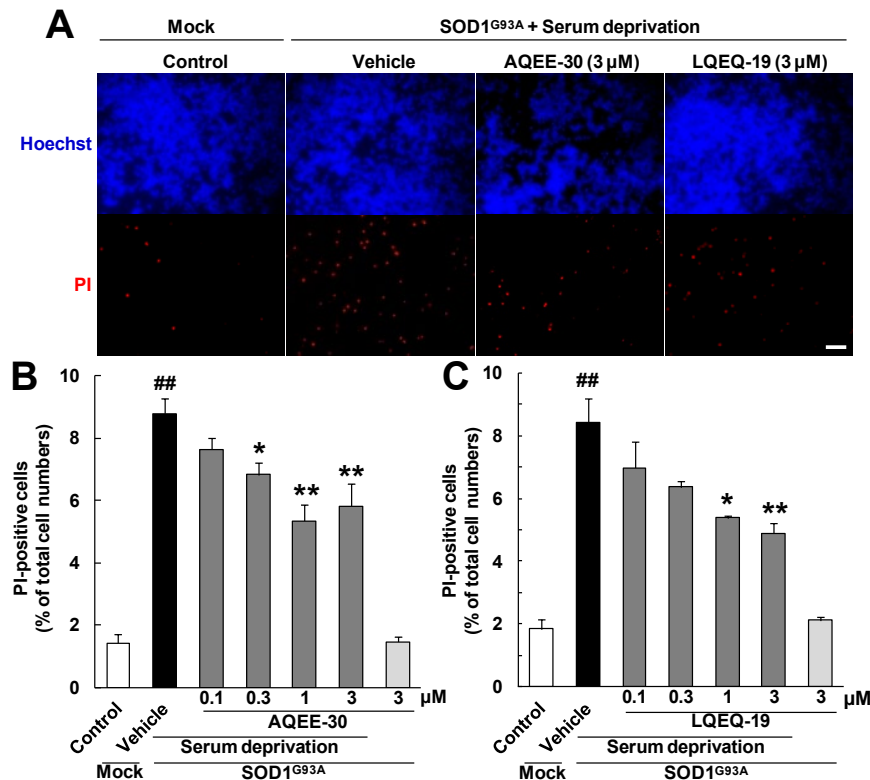 A
Mock
SOD1G93A + Serum deprivation
Control
Vehicle
AQEE-30 (3 μM)
LQEQ-19 (3 μM)
Hoechst
PI
B
10
8
6
4
2
0
PI-positive cells
(% of total cell numbers)
##
*
**
**
0.1 0.3 1 3 3 μM
Control
Vehicle
AQEE-30
Serum deprivation
Mock
SOD1G93A
C
10
8
6
4
2
0
PI-positive cells
(% of total cell numbers)
##
*
**
0.1 0.3 1 3 3 μM
Control
Vehicle
LQEQ-19
Serum deprivation
Mock
SOD1G93A